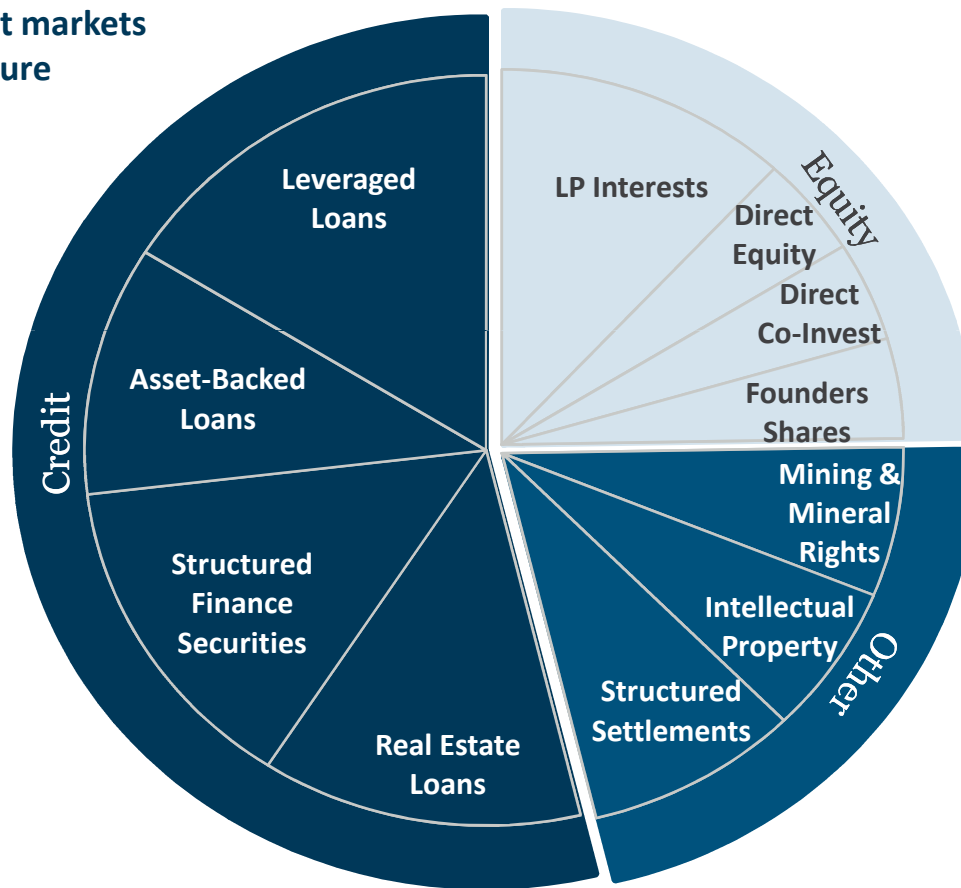 t markets
ure
Leveraged
Loans
Asset-Backed
Loans
Structured
Finance
Securities
Real Estate
Loans
Credit
LP Interests
Direct
Equity
Direct
Co-Invest
Founders
Shares
Equity
Mining &
Mineral
Rights
Intellectual
Property
Structured
Settlements
Other